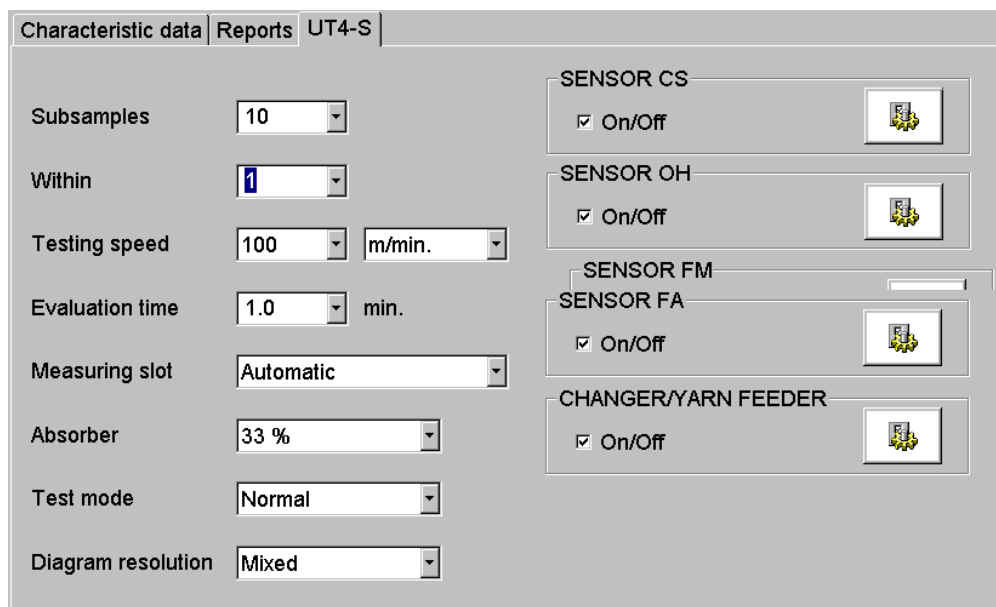 Characteristic data Reports UT4-S
Subsamples 10
Within 1
Testing speed 100 m/min.
Evaluation time 1.0 min.
Measuring slot Automatic
Absorber 33 %
Test mode Normal
Diagram resolution Mixed
SENSOR CS
On/Off
SENSOR OH
On/Off
SENSOR FM
SENSOR FA
On/Off
CHANGER/YARN FEEDER
On/Off